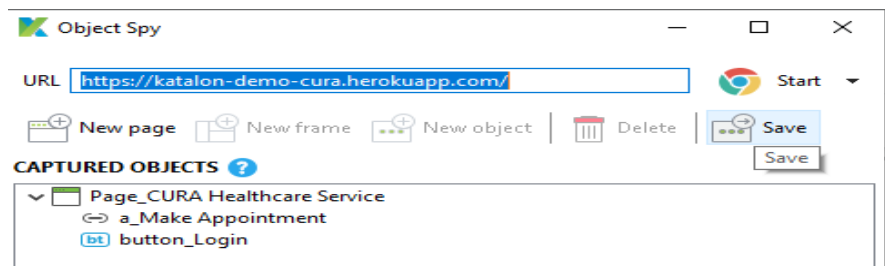 Object Spy
URL https://katalon-demo-cura.herokuapp.com/ Start
New page New frame New object Delete Save
Save
CAPTURED OBJECTS ?
Page_CURA Healthcare Service
a_Make Appointment
bt button_Login